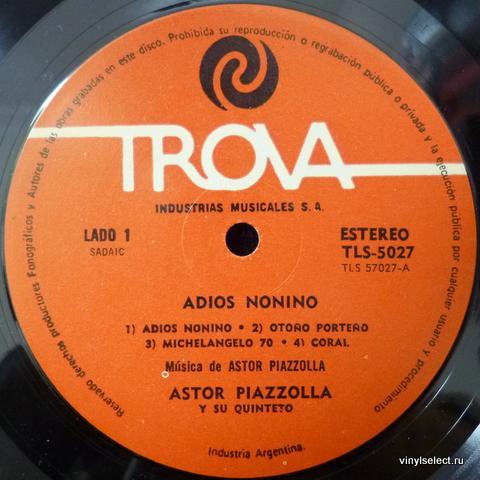 Reservado derechos productores Fonográficos y Autores de las obras grabadas en este disco. Prohibida su reproducción o regrabación pública o privada y la ejecución publica por cualquier usuario y procedimiento
TROVA
INDUSTRIAS MUSICALES S.A.
LADO 1
SADAIC
ESTEREO
TLS-5027
TLS 57027-A
ADIOS NONINO
1) ADIOS NONINO • 2) OTOÑO PORTEÑO
3) MICHELANGELO 70 • 4) CORAL
Música de ASTOR PIAZZOLLA
ASTOR PIAZZOLLA
Y SU QUINTETO
Industria Argentina.
vinylselect.ru